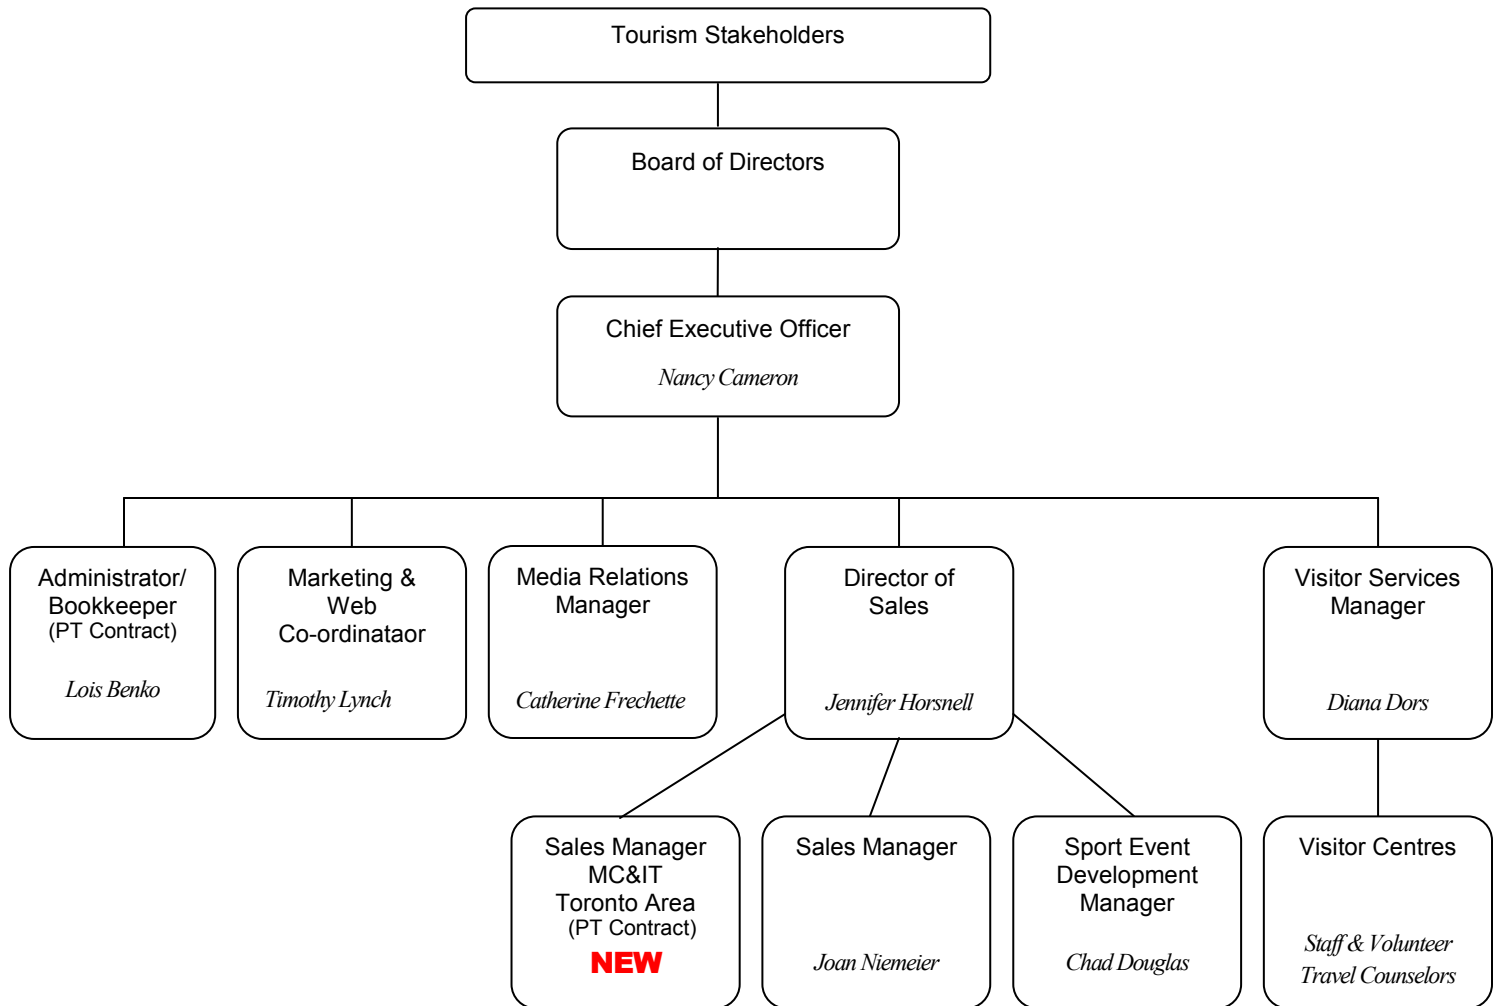 Tourism Stakeholders
Board of Directors
Chief Executive Officer
Nancy Cameron
Administrator/
Bookkeeper
(PT Contract)
Lois Benko
Marketing &
Web
Co-ordinataor
Timothy Lynch
Media Relations
Manager
Catherine Frechette
Director of
Sales
Jennifer Horsnell
Visitor Services
Manager
Diana Dors
Sales Manager
MC&IT
Toronto Area
(PT Contract)
NEW
Sales Manager
Joan Niemeier
Sport Event
Development
Manager
Chad Douglas
Visitor Centres
Staff & Volunteer
Travel Counselors